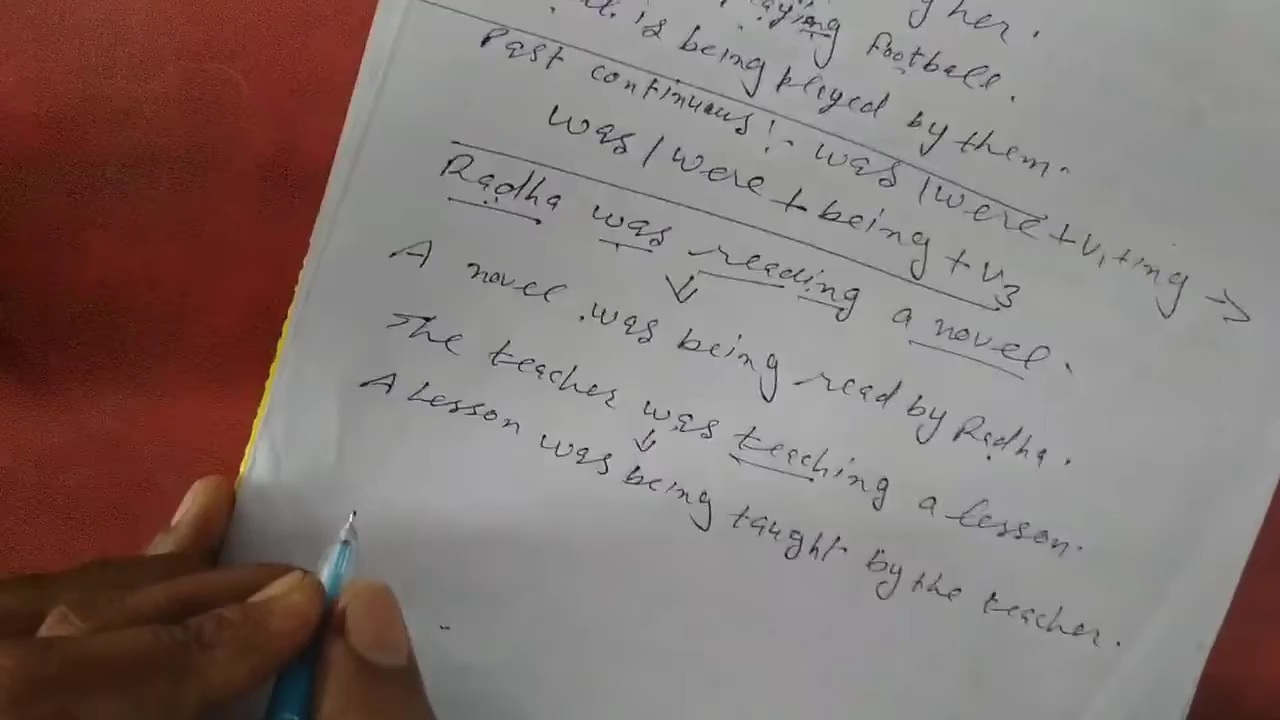 her.
football.
is being played by them.
Past continuous :- was / were + V1 + ing →
was / were + being + V3
Radha was reading a novel.
↓
A novel was being read by Radha.
The teacher was teaching a lesson.
↓
A Lesson was being taught by the teacher.